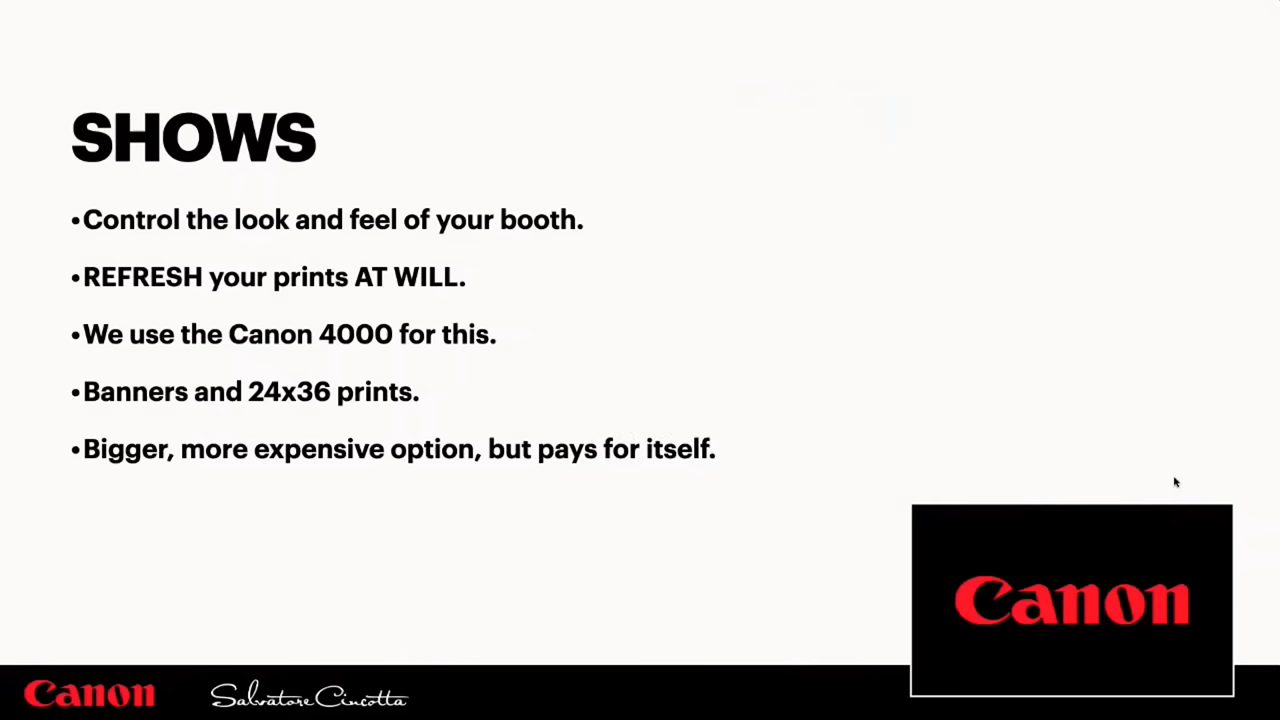 SHOWS
•Control the look and feel of your booth.
•REFRESH your prints AT WILL.
•We use the Canon 4000 for this.
•Banners and 24x36 prints.
•Bigger, more expensive option, but pays for itself.
Canon
Canon Salvatore Cincotta